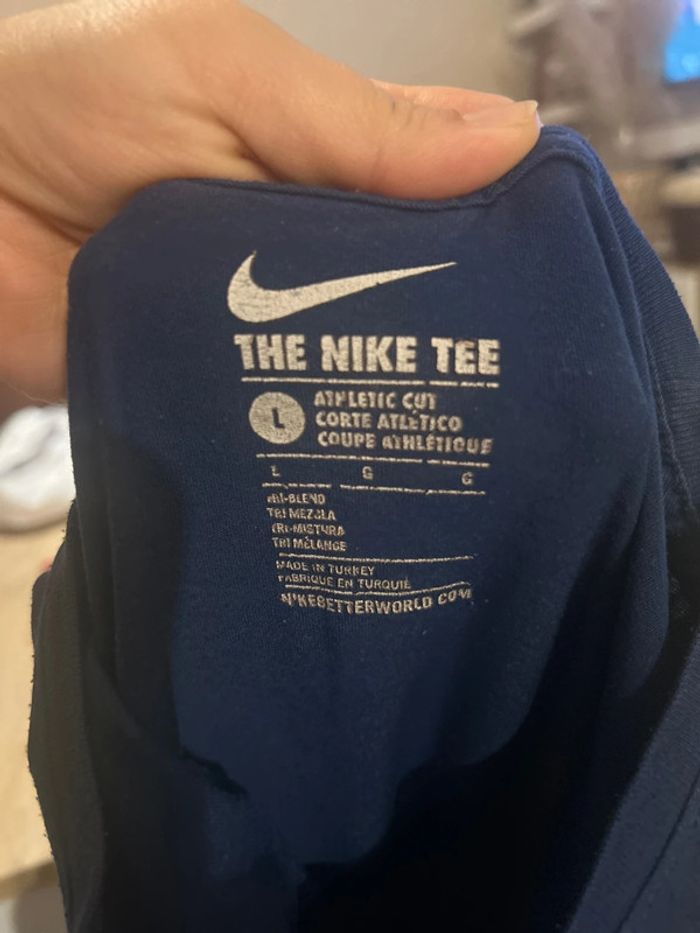 THE NIKE TEE
L
ATHLETIC CUT
CORTE ATLÉTICO
COUPE ATHLÉTIQUE
L G G
TRI-BLEND
TRI MEZCLA
TRI-MISTURA
TRI MÉLANGE
MADE IN TURKEY
FABRIQUE EN TURQUIE
NIKEBETTERWORLD.COM